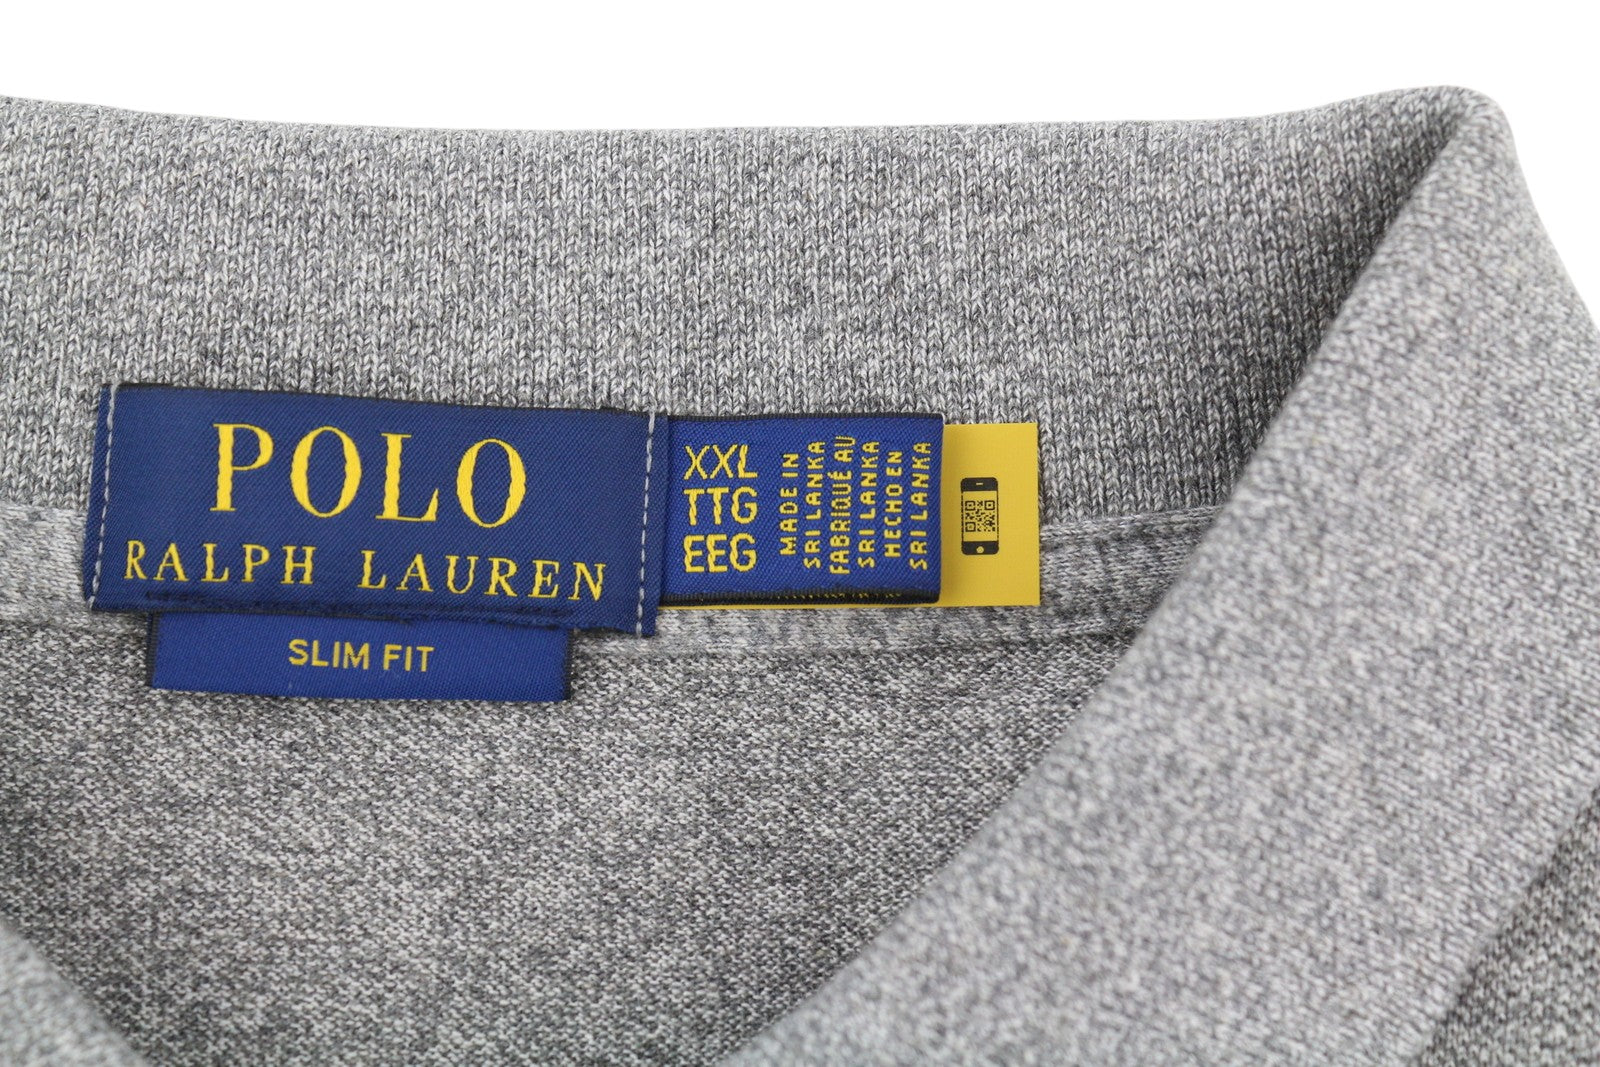 POLO
RALPH LAUREN
SLIM FIT
XXL
TTG
EEG
MADE IN
SRI LANKA
FABRIQUÉ AU
SRI LANKA
HECHO EN
SRI LANKA